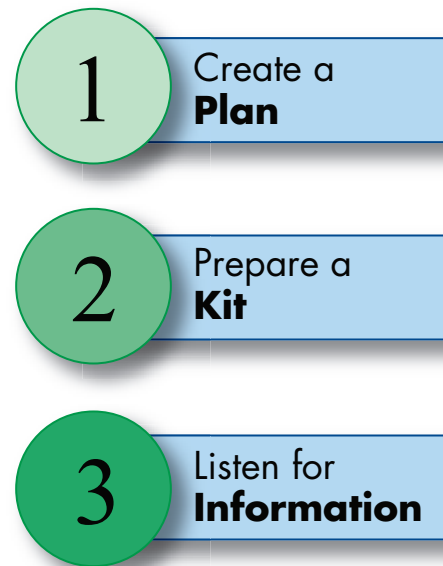 1
Create a
Plan
2
Prepare a
Kit
3
Listen for
Information